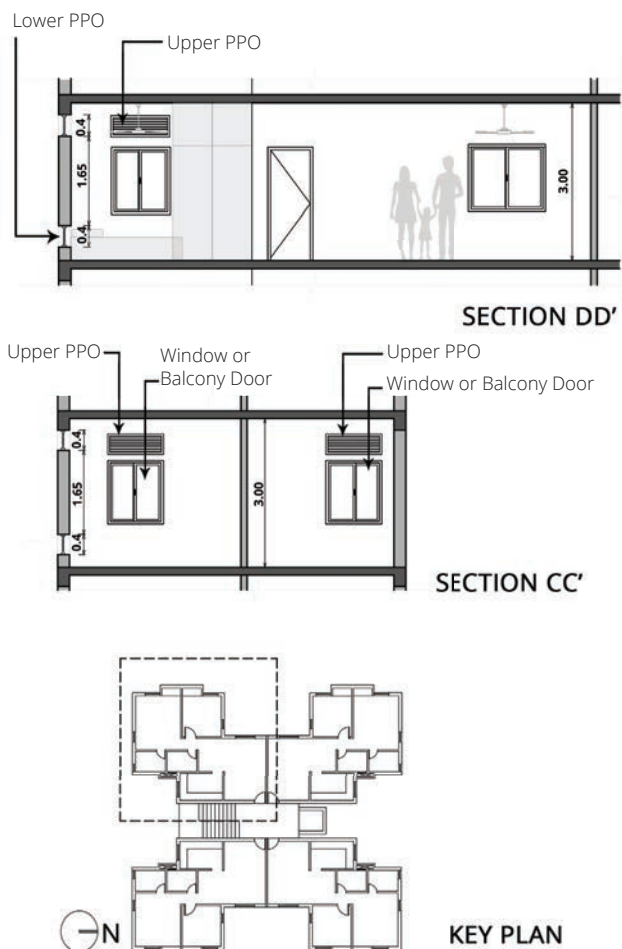 Lower PPO
Upper PPO
0.4
1.65
0.4
3.00
SECTION DD’
Upper PPO
Window or
Balcony Door
Upper PPO
Window or Balcony Door
0.4
1.65
0.4
3.00
SECTION CC’
N
KEY PLAN